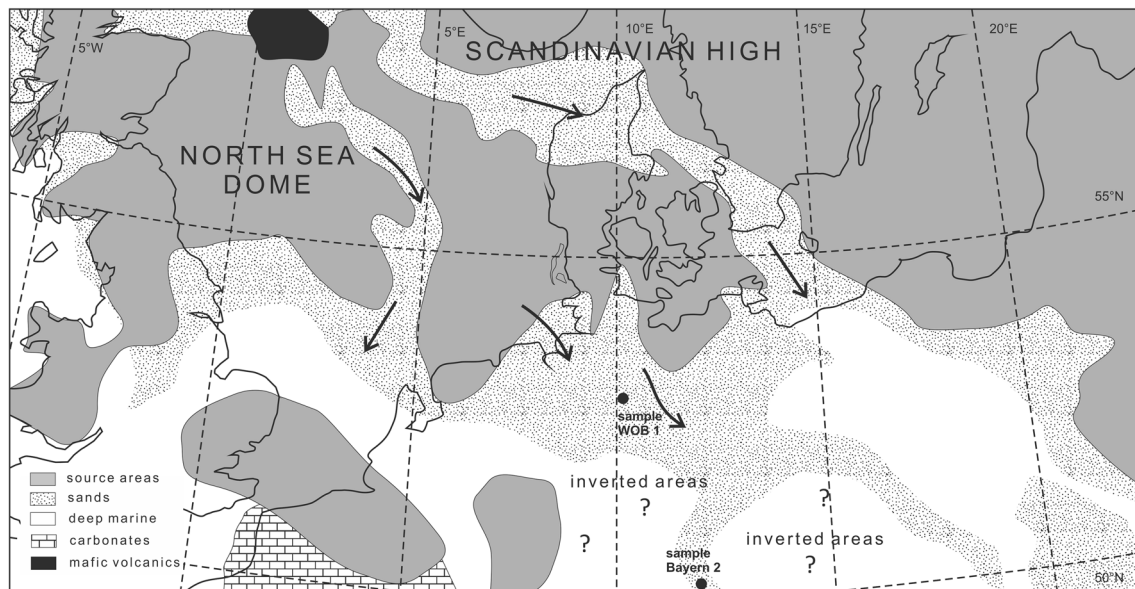 5°W
5°E
10°E
15°E
20°E
SCANDINAVIAN HIGH
NORTH SEA
DOME
55°N
sample
WOB 1
source areas
sands
deep marine
carbonates
mafic volcanics
inverted areas
?
?
?
inverted areas
?
sample
Bayern 2
50°N